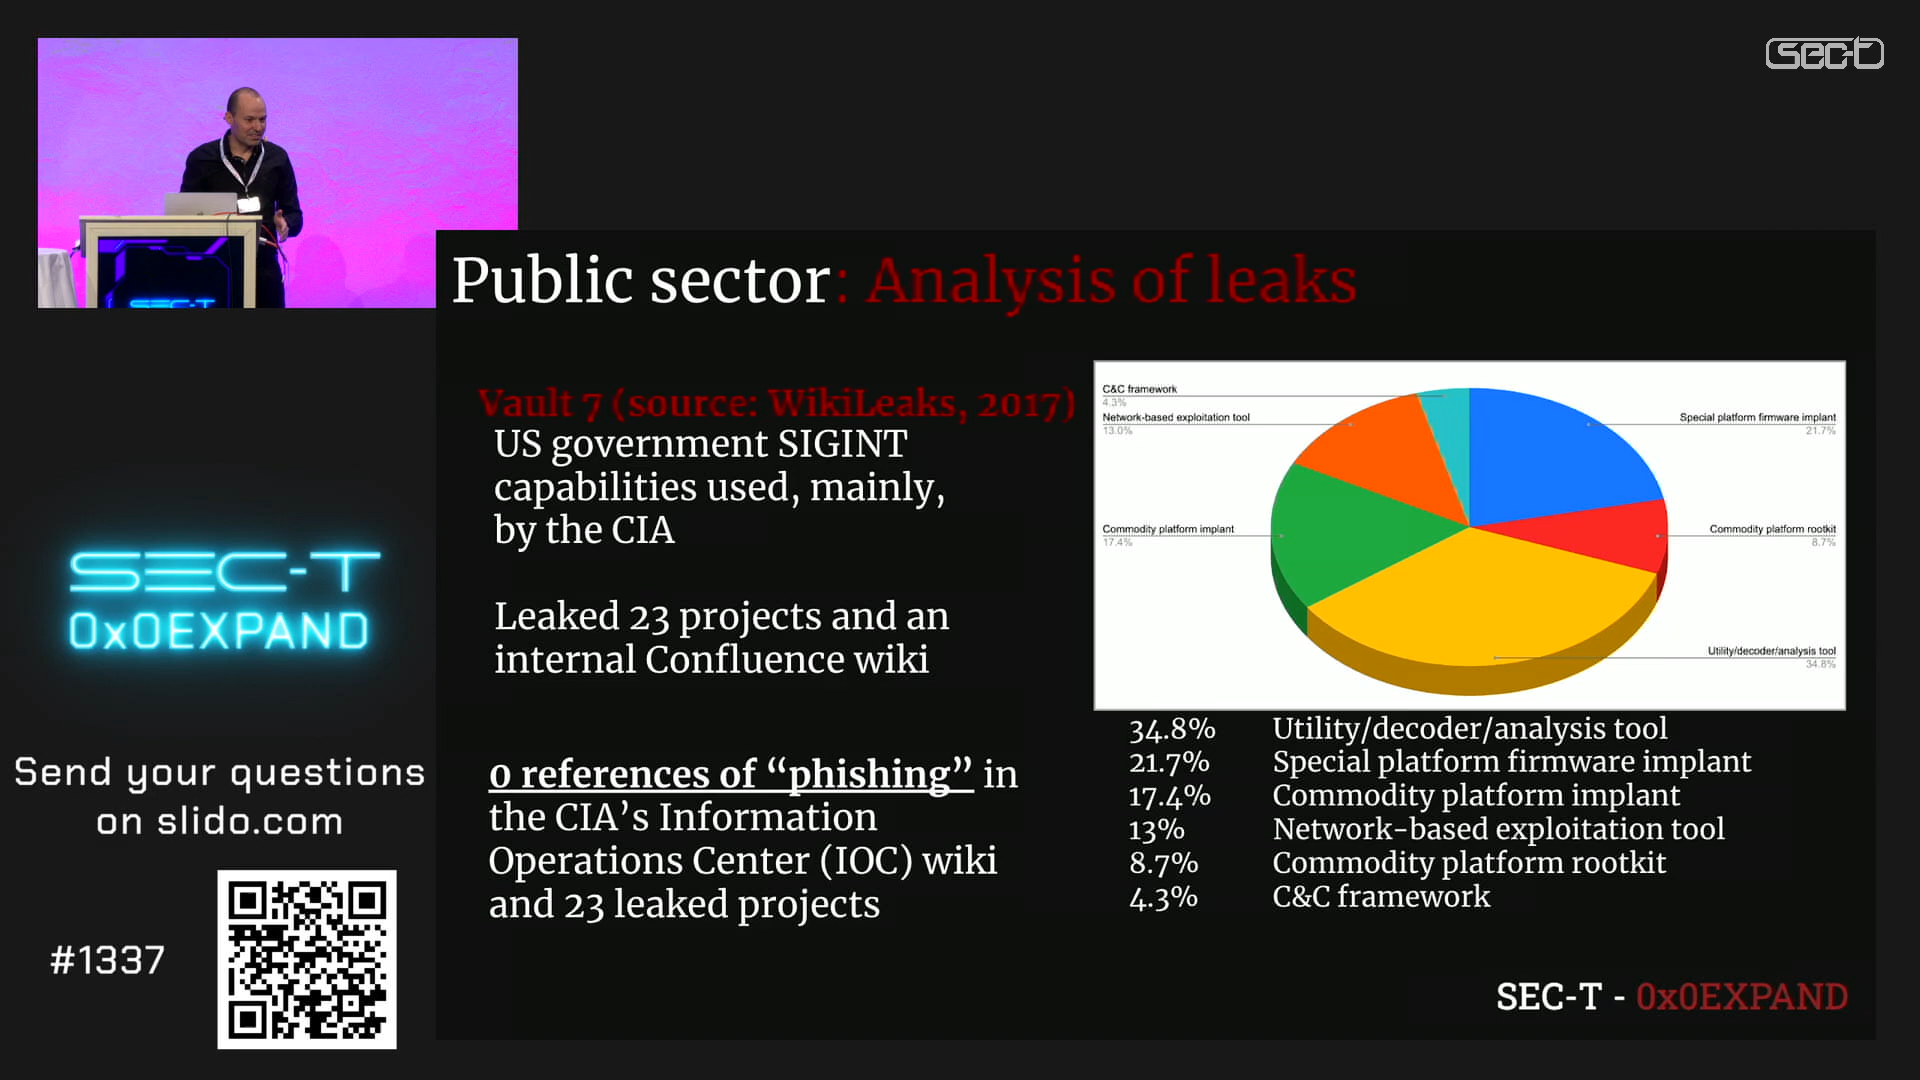 SEC-T
SEC-T
Public sector: Analysis of leaks
Vault 7 (source: WikiLeaks, 2017)
US government SIGINT
capabilities used, mainly,
by the CIA
Leaked 23 projects and an
internal Confluence wiki
0 references of “phishing” in
the CIA’s Information
Operations Center (IOC) wiki
and 23 leaked projects
C&C framework
4.3%
Network-based exploitation tool
13.0%
Commodity platform implant
17.4%
Special platform firmware implant
21.7%
Commodity platform rootkit
8.7%
Utility/decoder/analysis tool
34.8%
34.8% Utility/decoder/analysis tool
21.7% Special platform firmware implant
17.4% Commodity platform implant
13% Network-based exploitation tool
8.7% Commodity platform rootkit
4.3% C&C framework
SEC-T - 0x0EXPAND
SEC-T
0x0EXPAND
Send your questions
on slido.com
#1337